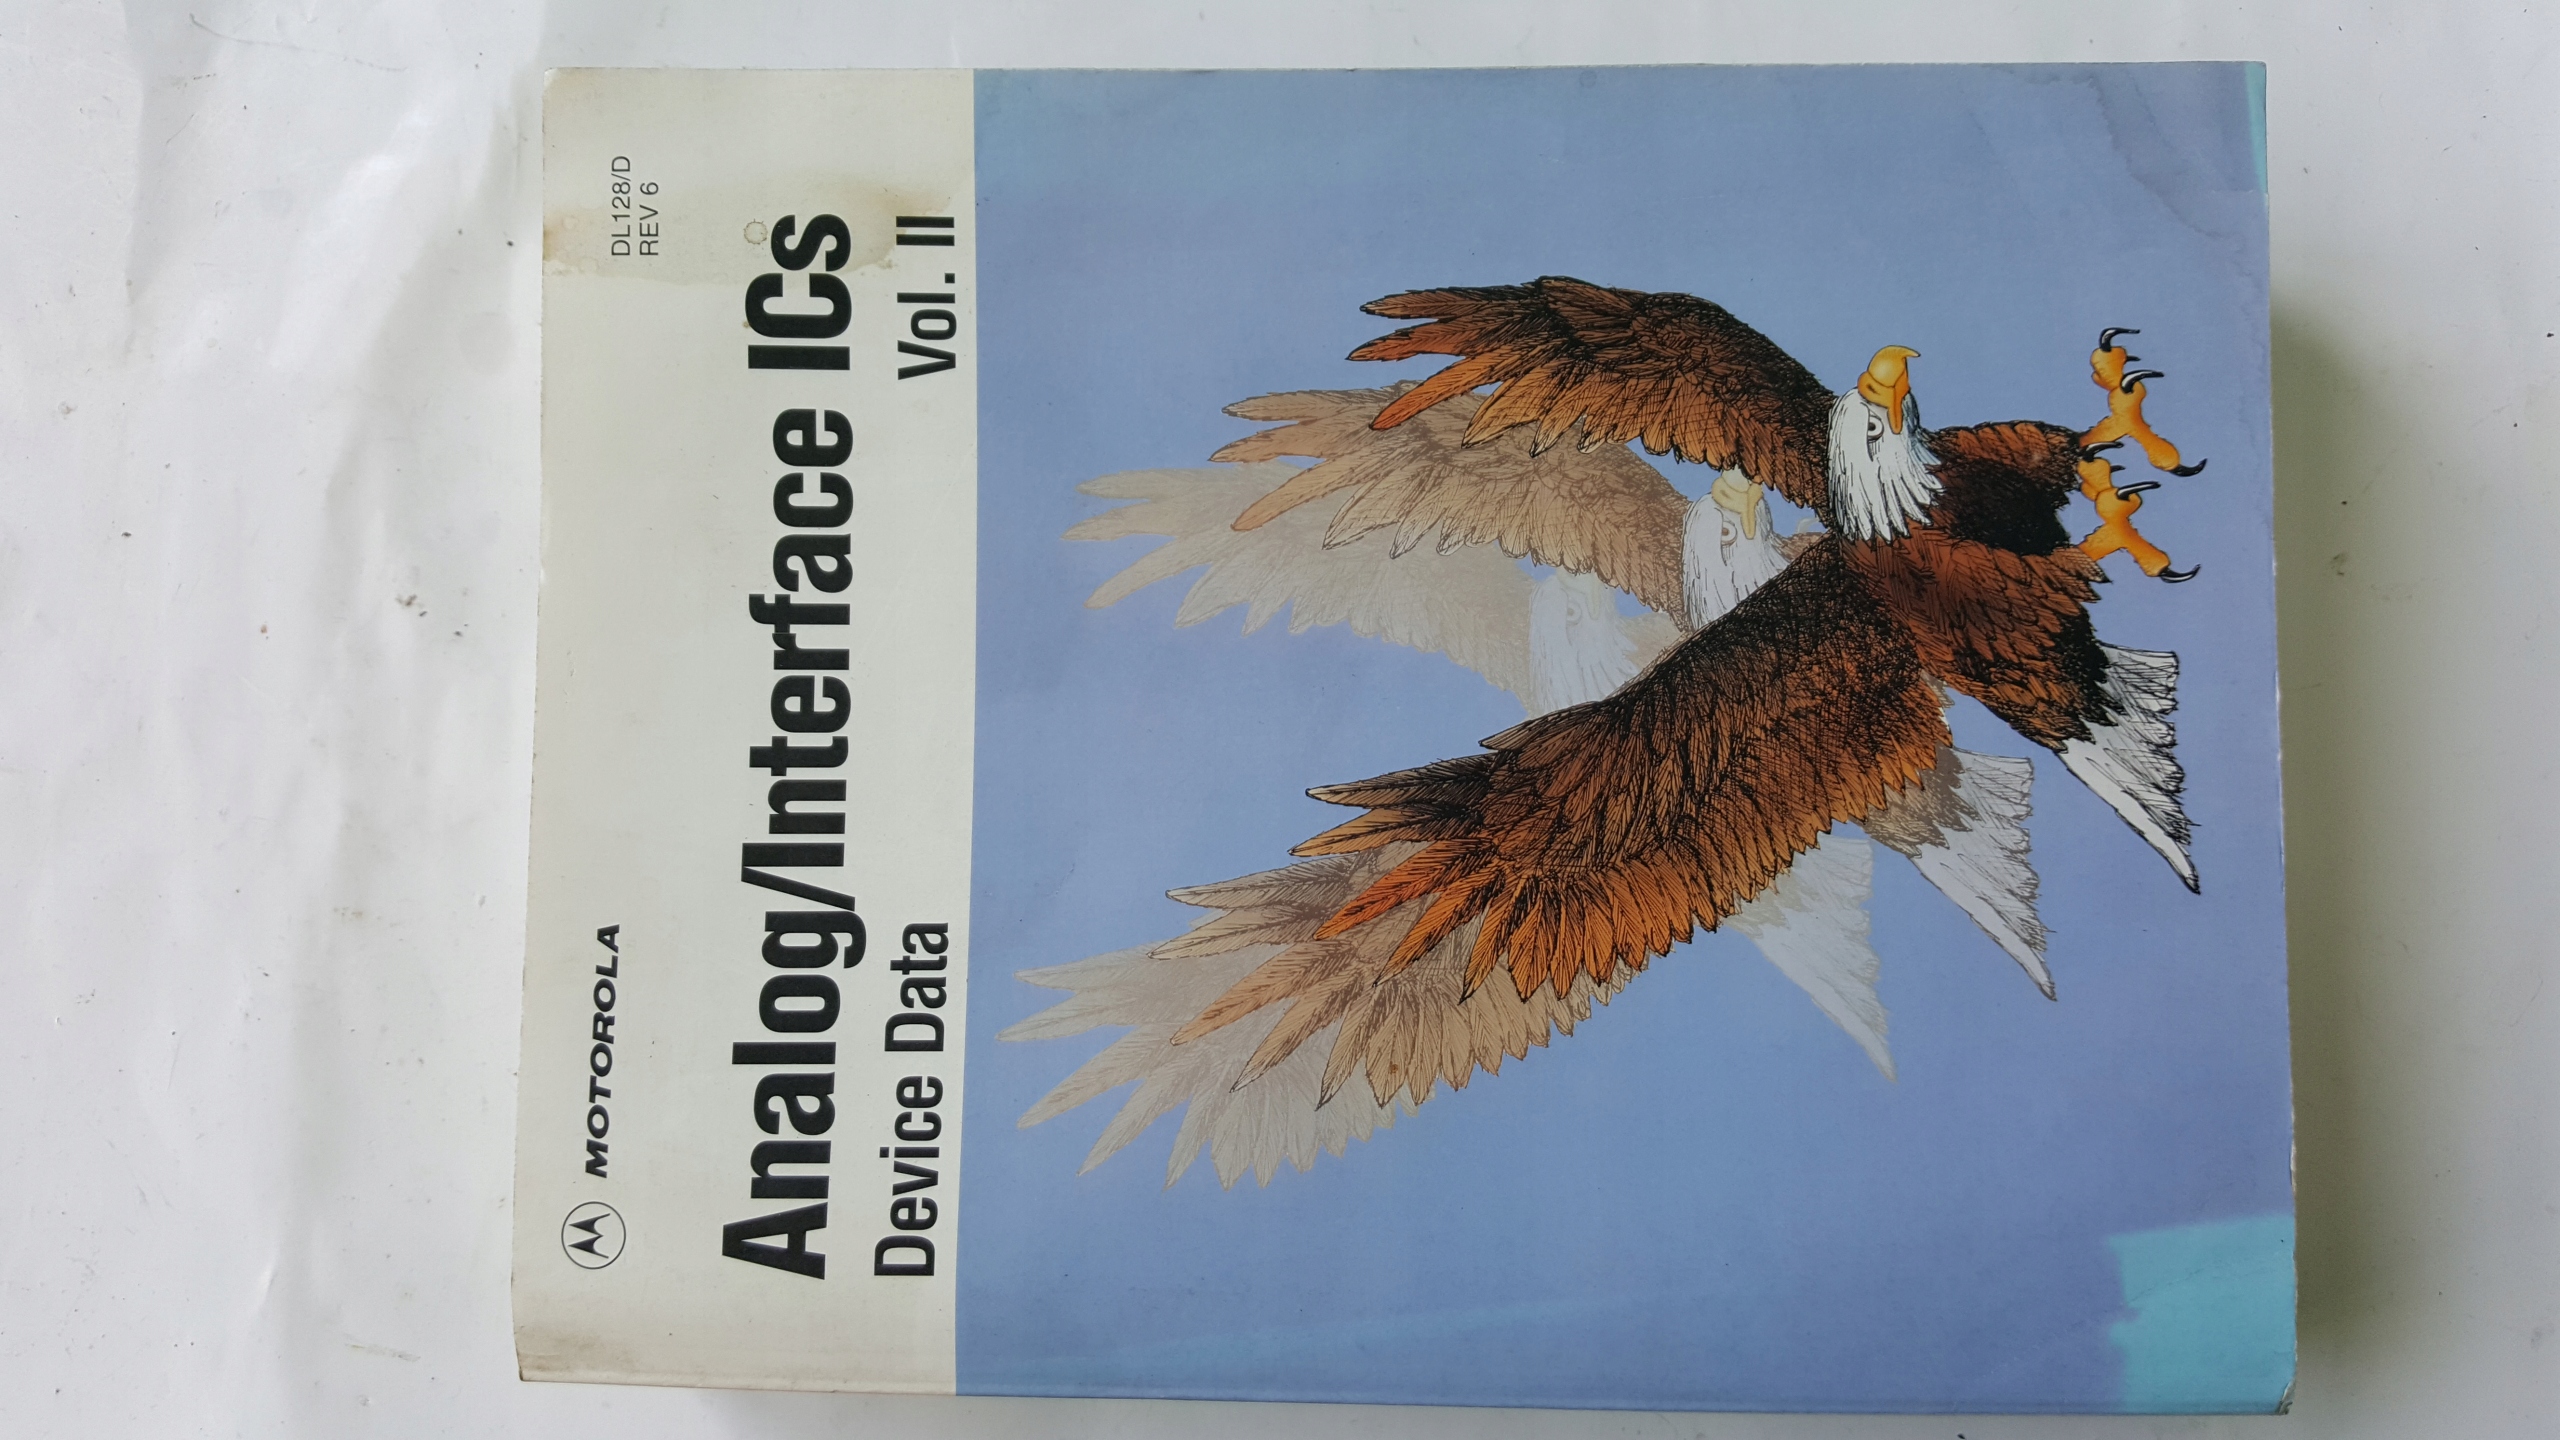 MOTOROLA
DL128/D
REV 6
Analog/Interface ICs
Device Data
Vol. II